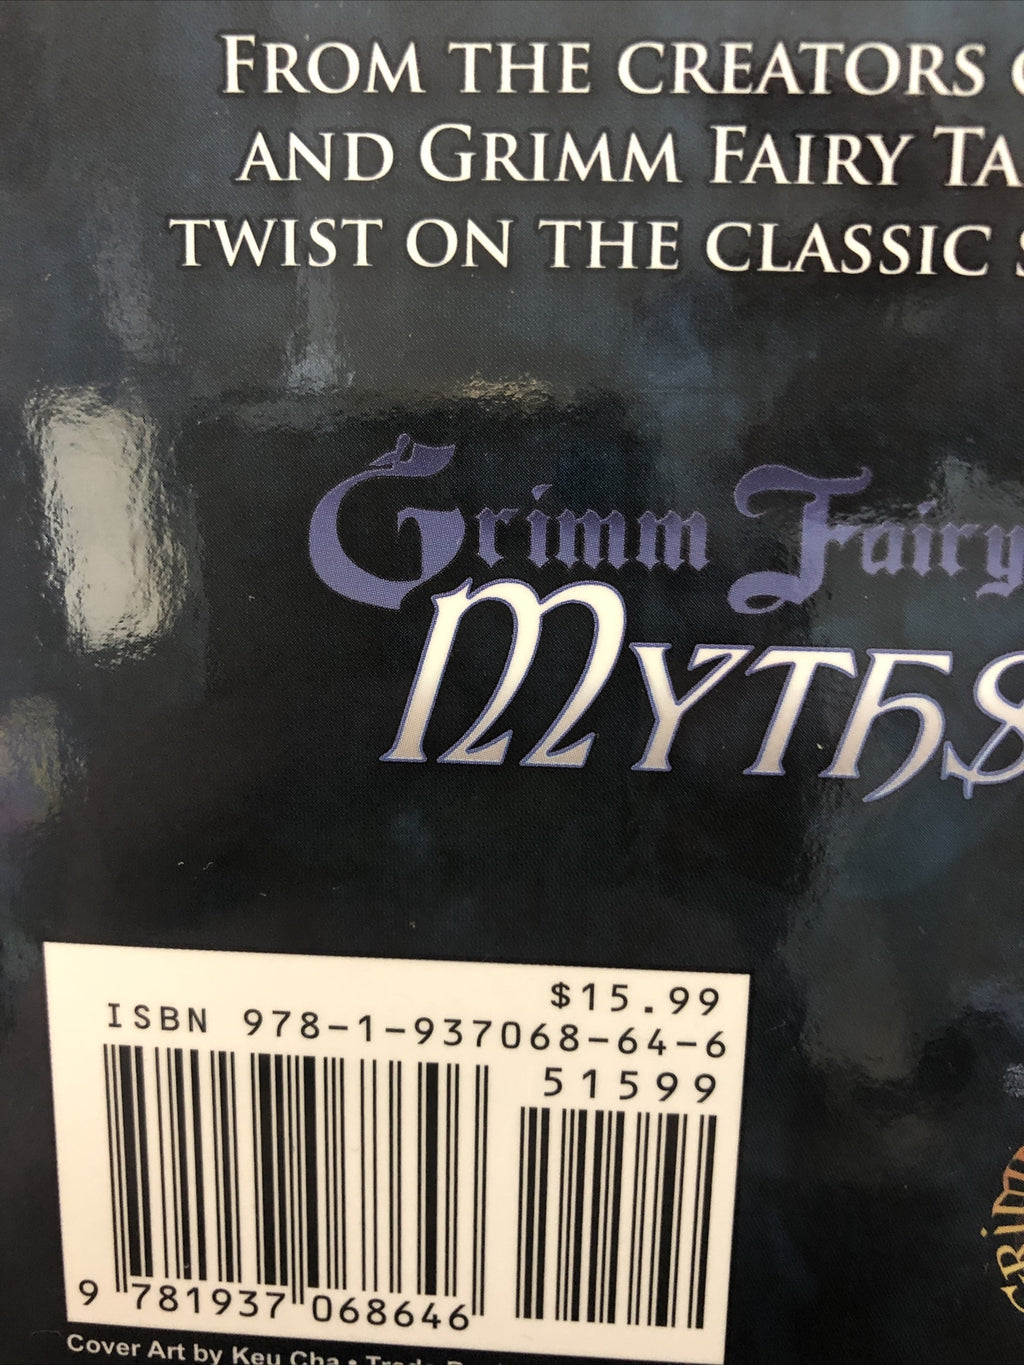 FROM THE CREATORS
AND GRIMM FAIRY
TWIST ON THE CLASSIC
Grimm Fairy
MYTHS
$15.99
ISBN 978-1-937068-64-6
51599
9 781937 068646
Cover Art by Keu Cha •